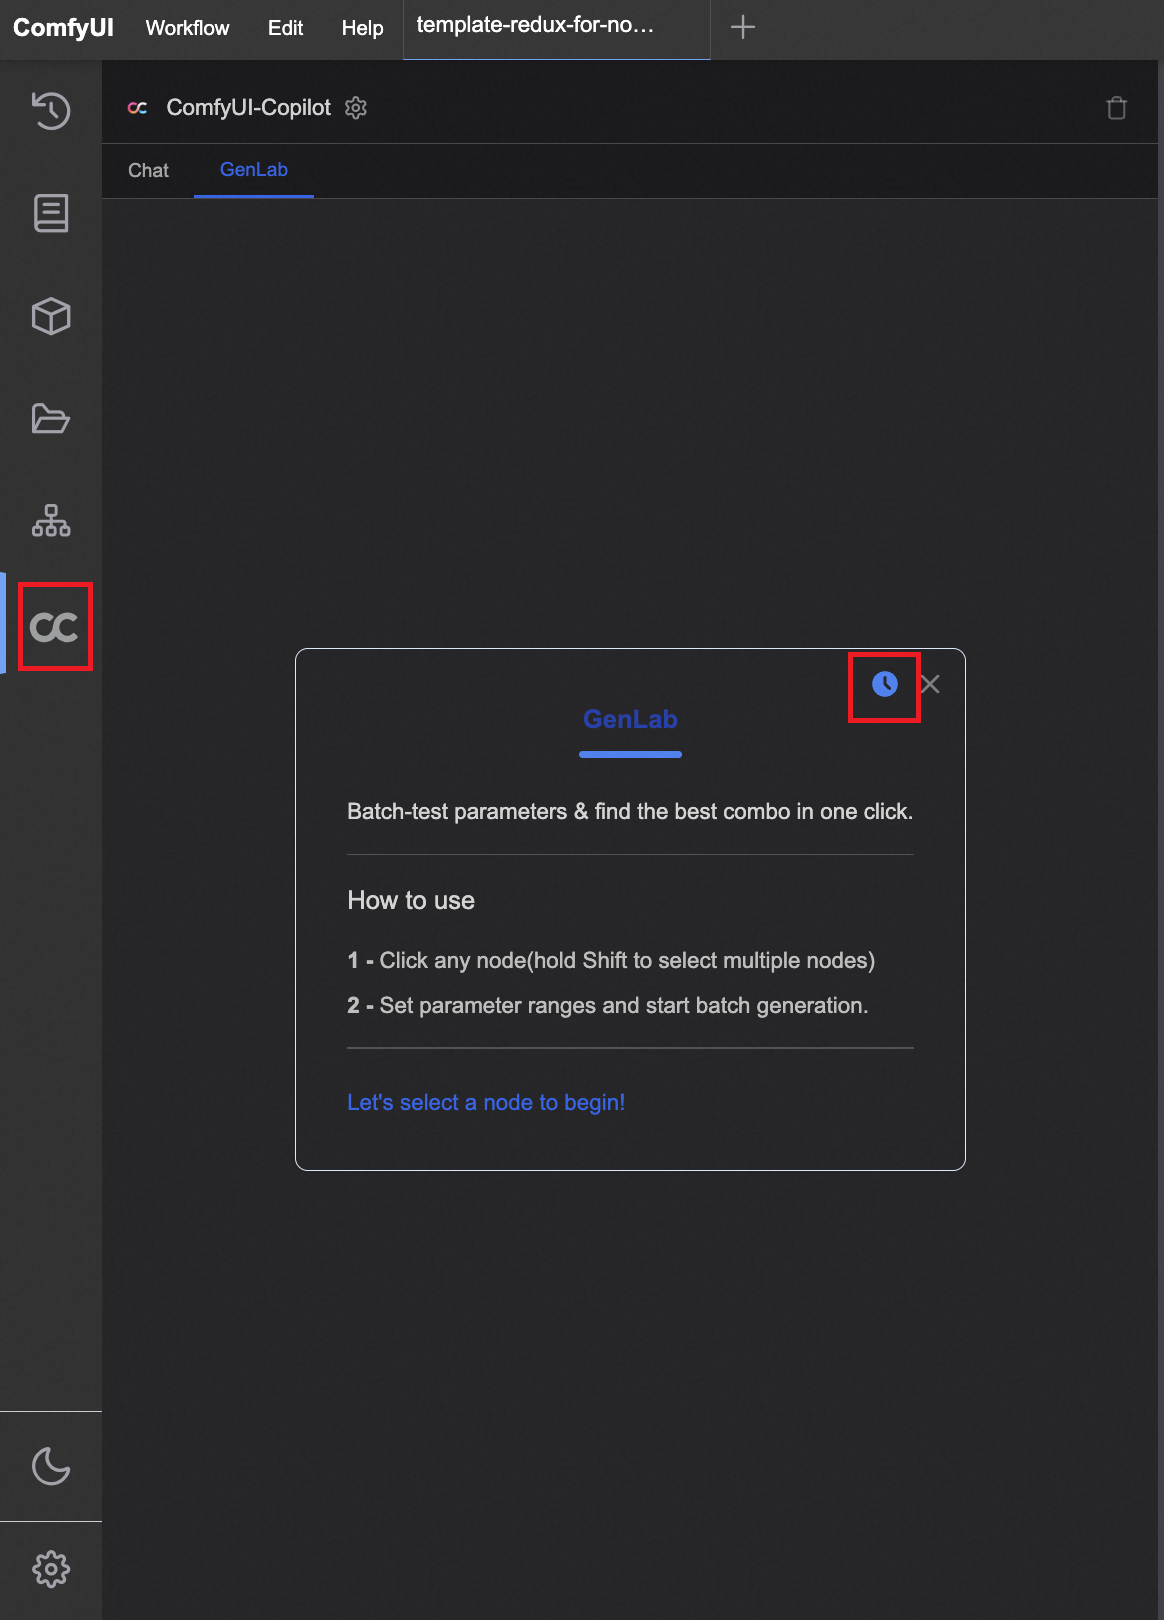 ComfyUI Workflow Edit Help template-redux-for-no...
ComfyUI-Copilot
Chat GenLab
GenLab
Batch-test parameters & find the best combo in one click.
How to use
1 - Click any node(hold Shift to select multiple nodes)
2 - Set parameter ranges and start batch generation.
Let's select a node to begin!